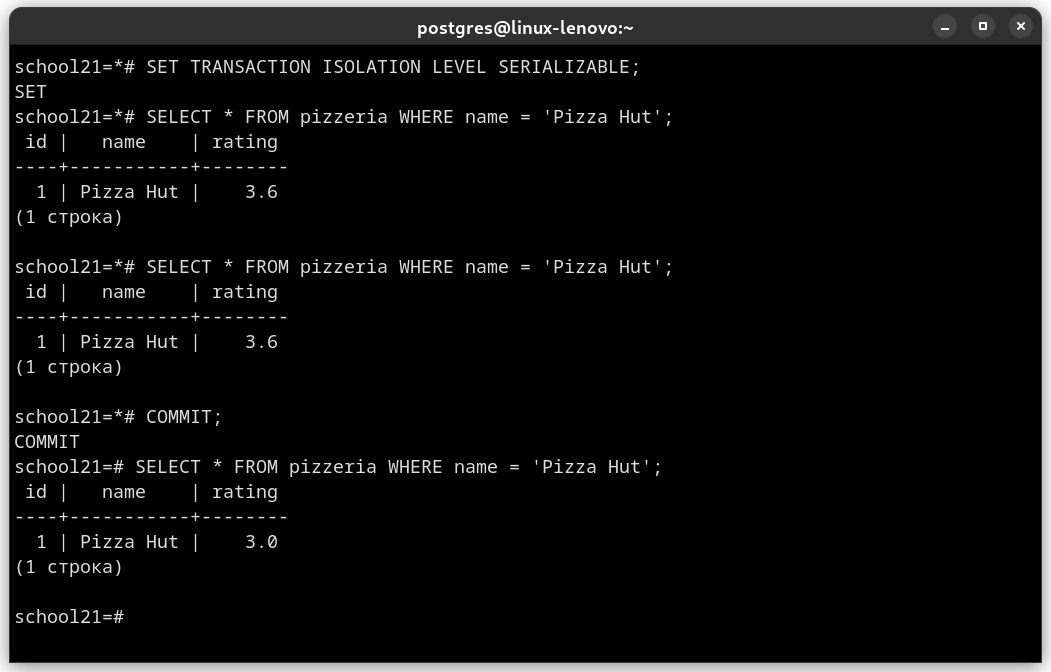 postgres@linux-lenovo:~
school21=*# SET TRANSACTION ISOLATION LEVEL SERIALIZABLE;
SET
school21=*# SELECT * FROM pizzeria WHERE name = 'Pizza Hut';
 id |   name    | rating
----+-----------+--------
  1 | Pizza Hut |    3.6
(1 строка)

school21=*# SELECT * FROM pizzeria WHERE name = 'Pizza Hut';
 id |   name    | rating
----+-----------+--------
  1 | Pizza Hut |    3.6
(1 строка)

school21=*# COMMIT;
COMMIT
school21=# SELECT * FROM pizzeria WHERE name = 'Pizza Hut';
 id |   name    | rating
----+-----------+--------
  1 | Pizza Hut |    3.0
(1 строка)

school21=#